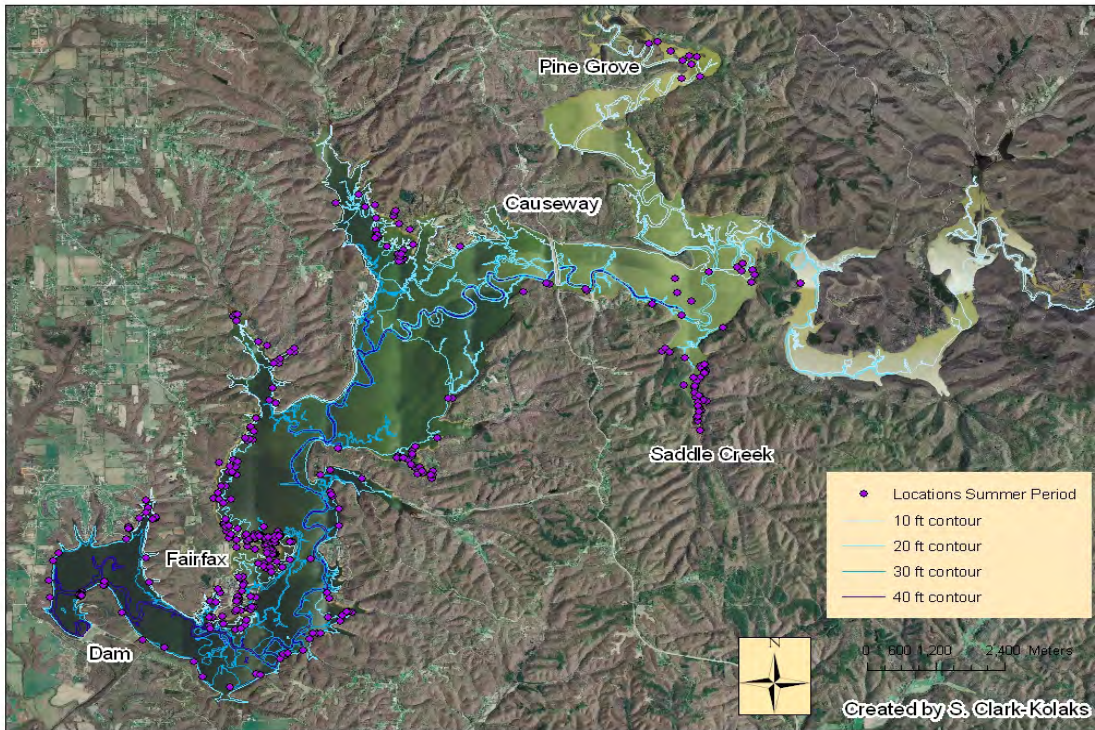 Pine Grove
Causeway
Saddle Creek
Fairfax
Dam
Locations Summer Period
10 ft contour
20 ft contour
30 ft contour
40 ft contour
N
0 600 1,200 2,400 Meters
Created by S. Clark-Kolaks